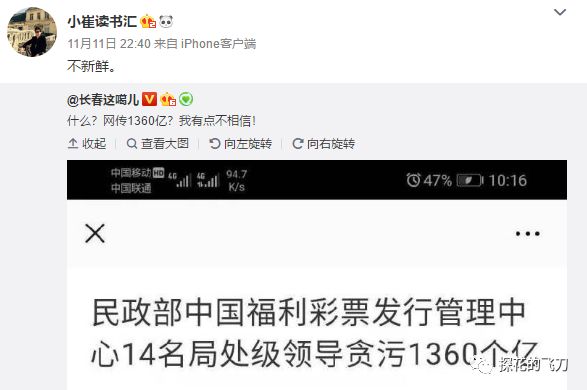 小崔读书汇
11月11日 22:40 来自 iPhone客户端
不新鲜。
@长春这噶儿
什么？网传1360亿？我有点不相信！
收起 查看大图 向左旋转 向右旋转
中国移动 HD 4G 4G 94.7 47% 10:16
中国联通 K/s
民政部中国福利彩票发行管理中
心14名局处级领导贪污1360个亿
探花的飞刀